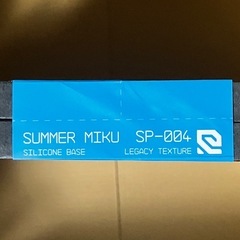 SUMMER MIKU SP-004
SILICONE BASE LEGACY TEXTURE